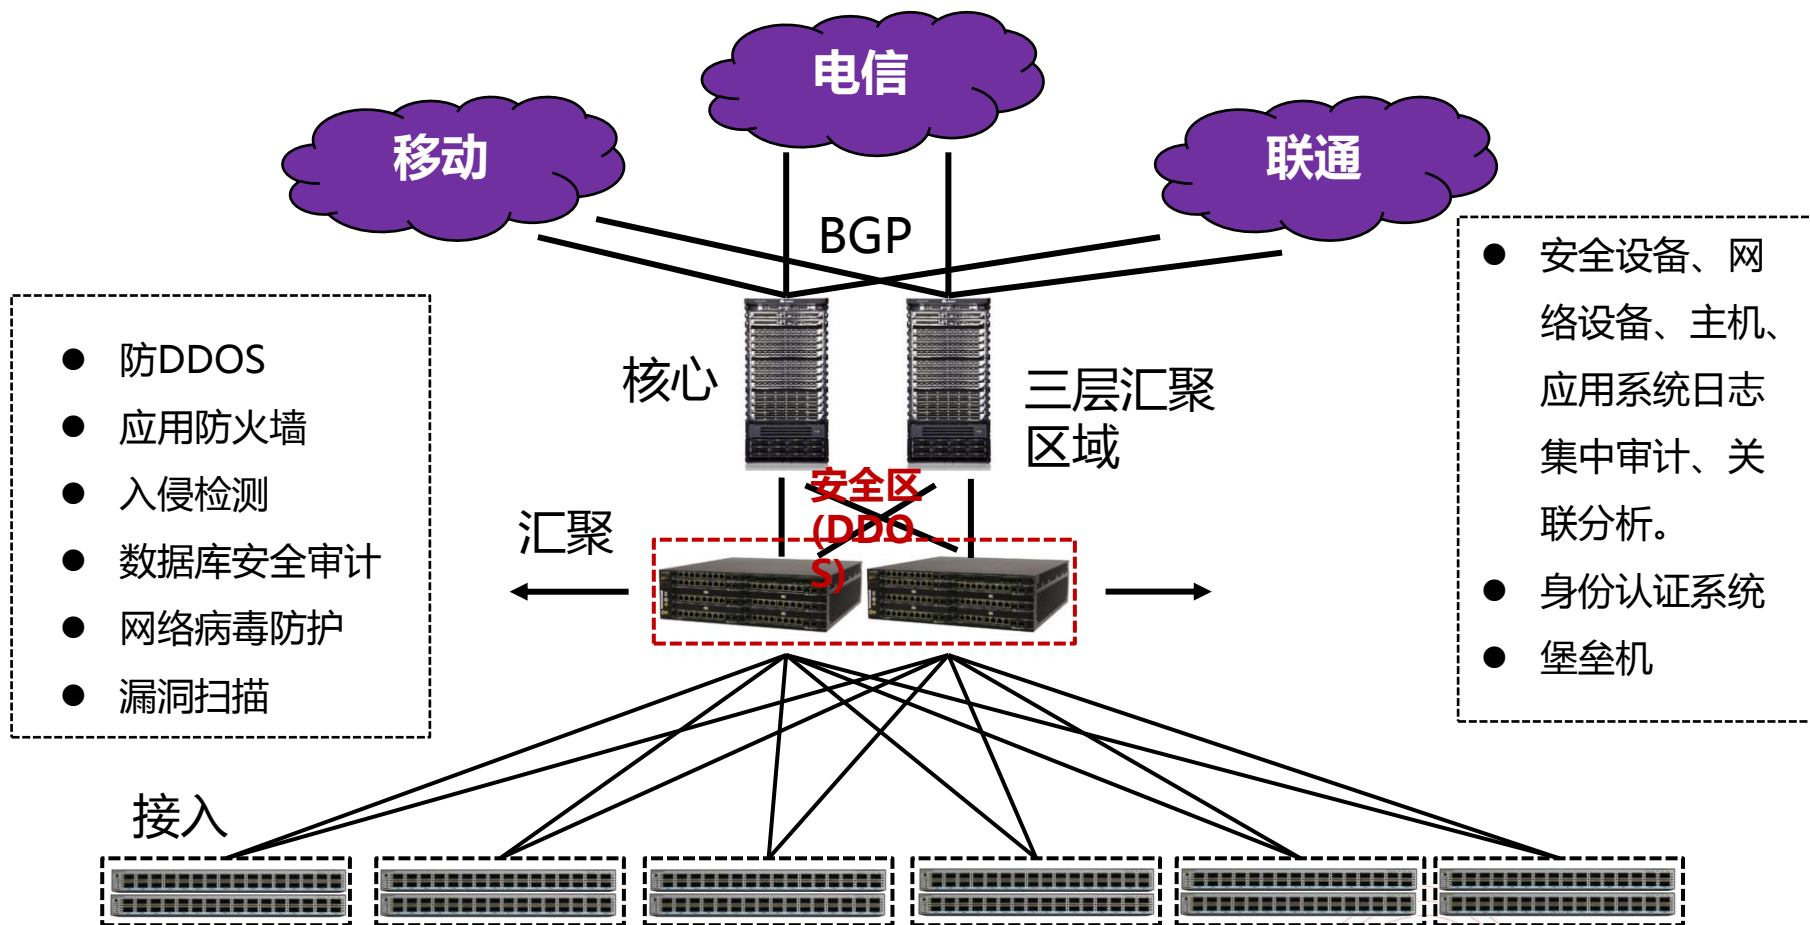 电信
移动
联通
BGP
防DDOS
应用防火墙
入侵检测
数据库安全审计
网络病毒防护
漏洞扫描
核心
三层汇聚
区域
安全区
(DDO
S)
汇聚
安全设备、网
络设备、主机、
应用系统日志
集中审计、关
联分析。
身份认证系统
堡垒机
接入